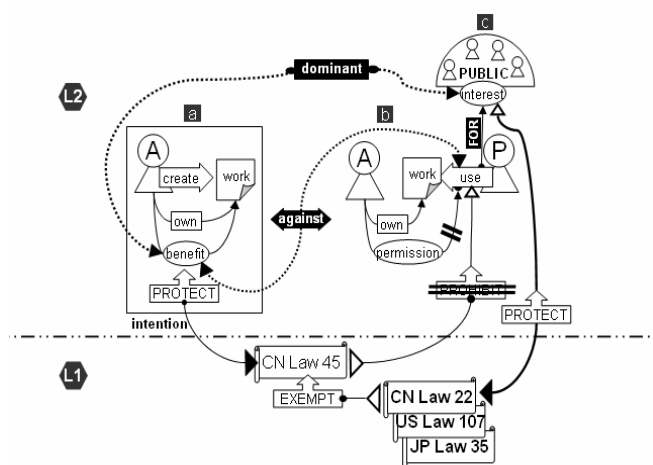 c
dominant
PUBLIC
interest
L2
a
b
FOR
A
A
P
create
work
work
use
own
own
against
benefit
permission
PROTECT
PROHIBIT
intention
PROTECT
CN Law 45
L1
EXEMPT
CN Law 22
US Law 107
JP Law 35